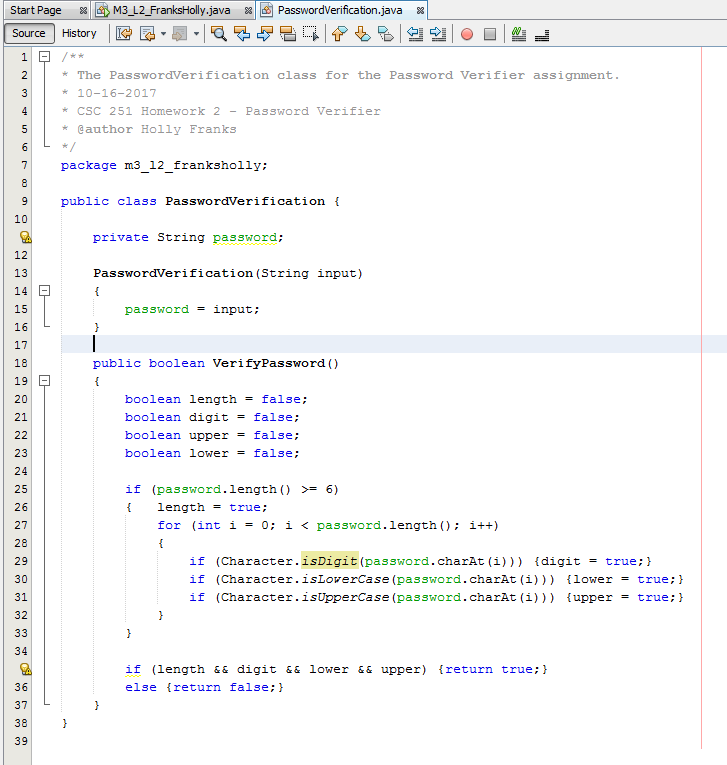 Start Page M3_L2_FranksHolly.java PasswordVerification.java
Source History
1 /**
2 * The PasswordVerification class for the Password Verifier assignment.
3 * 10-16-2017
4 * CSC 251 Homework 2 - Password Verifier
5 * @author Holly Franks
6 */
7 package m3_l2_franksholly;
8
9 public class PasswordVerification {
10
private String password;
12
13 PasswordVerification(String input)
14 {
15 password = input;
16 }
17
18 public boolean VerifyPassword()
19 {
20 boolean length = false;
21 boolean digit = false;
22 boolean upper = false;
23 boolean lower = false;
24
25 if (password.length() >= 6)
26 { length = true;
27 for (int i = 0; i < password.length(); i++)
28 {
29 if (Character.isDigit(password.charAt(i))) {digit = true;}
30 if (Character.isLowerCase(password.charAt(i))) {lower = true;}
31 if (Character.isUpperCase(password.charAt(i))) {upper = true;}
32 }
33 }
34
if (length && digit && lower && upper) {return true;}
36 else {return false;}
37 }
38 }
39